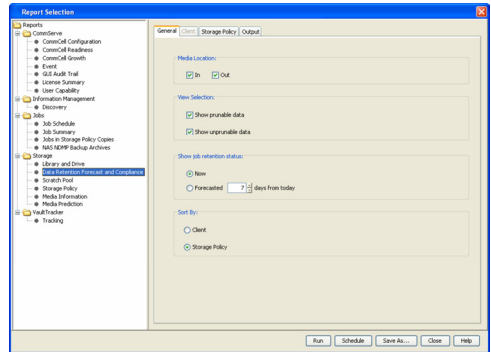 Report Selection
Reports
CommServe
CommCell Configuration
CommCell Readiness
CommCell Growth
Event
GUI Audit Trail
License Summary
User Capability
Information Management
Discovery
Jobs
Job Schedule
Job Summary
Jobs in Storage Policy Copies
NAS NDMP Backup Archives
Storage
Library and Drive
Data Retention Forecast and Compliance
Scratch Pool
Storage Policy
Media Information
Media Prediction
VaultTracker
Tracking
General Client Storage Policy Output
Media Location:
In Out
View Selection:
Show prunable data
Show unprunable data
Show job retention status:
Now
Forecasted 7 days from today
Sort By:
Client
Storage Policy
Run Schedule Save As... Close Help